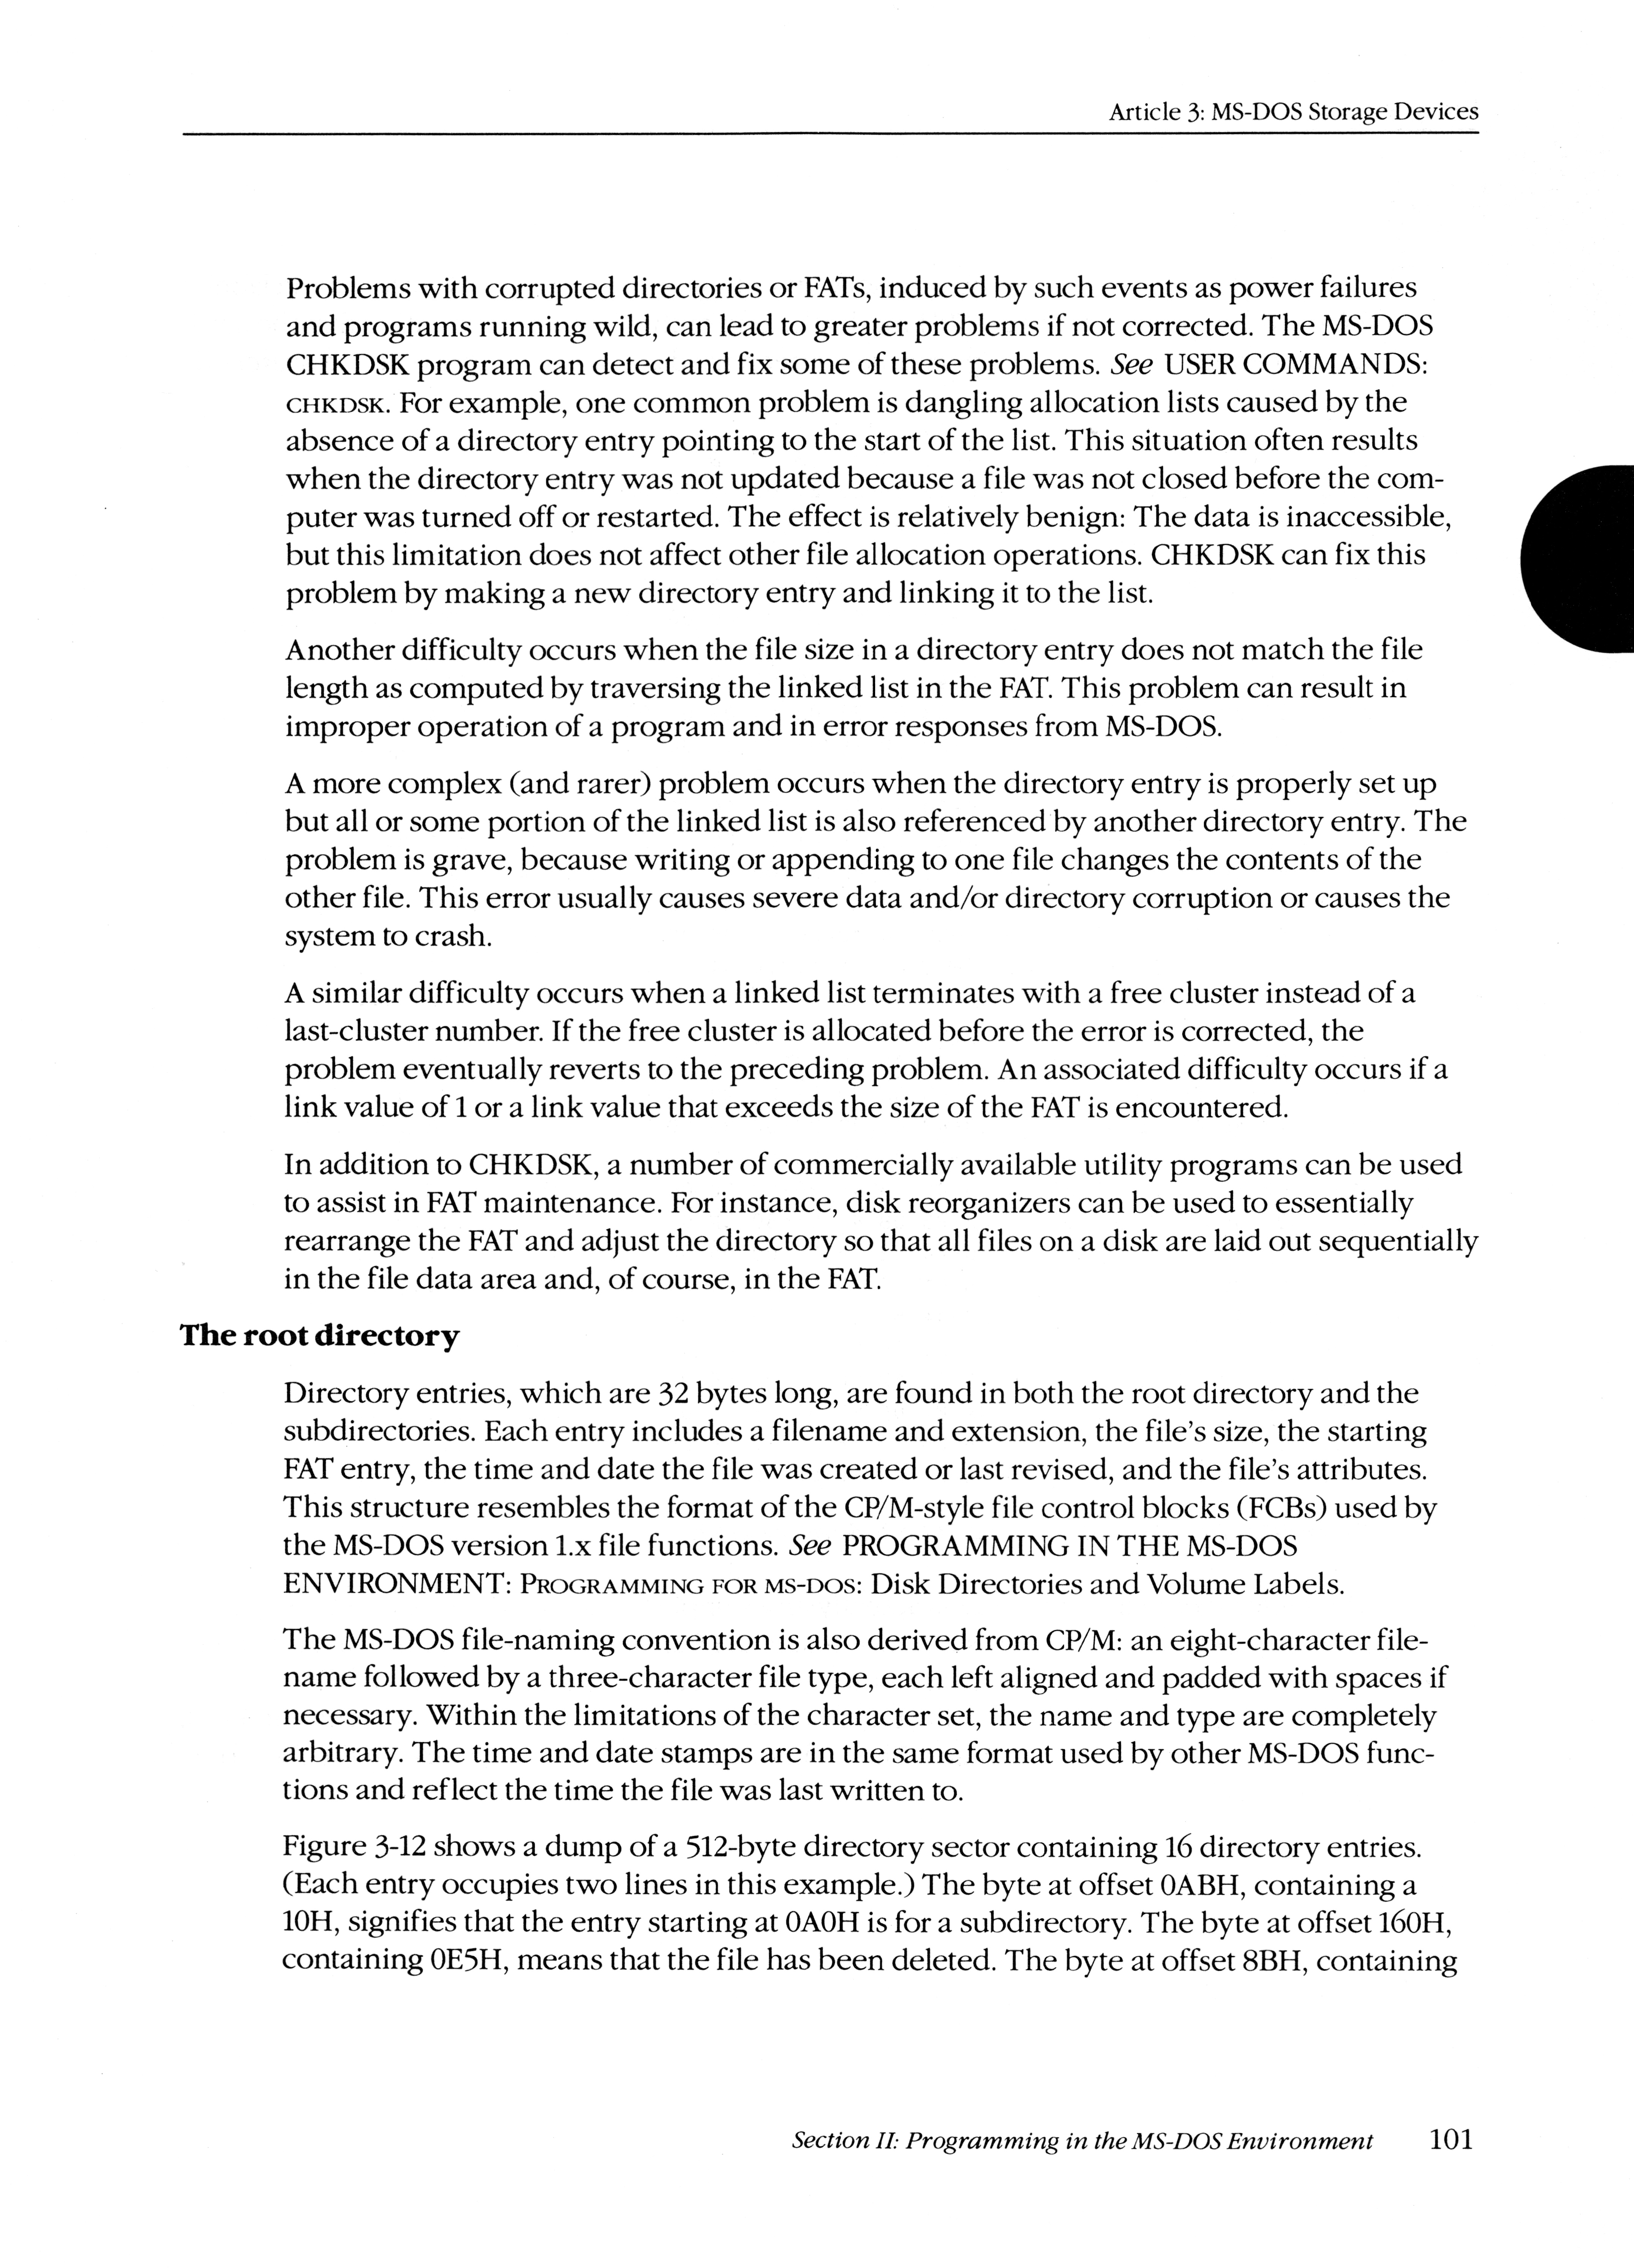 Article 3: MS-DOS Storage Devices
Problems with corrupted directories or FATs, induced by such events as power failures
and programs running wild, can lead to greater problems if not corrected. The MS-DOS
CHKDSK program can detect and fix some of these problems. See USER COMMANDS:
CHKDSK. For example, one common problem is dangling allocation lists caused by the
absence of a directory entry pointing to the start of the list. This situation often results
when the directory entry was not updated because a file was not closed before the com-
puter was turned off or restarted. The effect is relatively benign: The data is inaccessible,
but this limitation does not affect other file allocation operations. CHKDSK can fix this
problem by making a new directory entry and linking it to the list.
Another difficulty occurs when the file size in a directory entry does not match the file
length as computed by traversing the linked list in the FAT. This problem can result in
improper operation of a program and in error responses from MS-DOS.
A more complex (and rarer) problem occurs when the directory entry is properly set up
but all or some portion of the linked list is also referenced by another directory entry. The
problem is grave, because writing or appending to one file changes the contents of the
other file. This error usually causes severe data and/or directory corruption or causes the
system to crash.
A similar difficulty occurs when a linked list terminates with a free cluster instead of a
last-cluster number. If the free cluster is allocated before the error is corrected, the
problem eventually reverts to the preceding problem. An associated difficulty occurs if a
link value of 1 or a link value that exceeds the size of the FAT is encountered.
In addition to CHKDSK, a number of commercially available utility programs can be used
to assist in FAT maintenance. For instance, disk reorganizers can be used to essentially
rearrange the FAT and adjust the directory so that all files on a disk are laid out sequentially
in the file data area and, of course, in the FAT.
The root directory
Directory entries, which are 32 bytes long, are found in both the root directory and the
subdirectories. Each entry includes a filename and extension, the file's size, the starting
FAT entry, the time and date the file was created or last revised, and the file's attributes.
This structure resembles the format of the CP/M-style file control blocks (FCBs) used by
the MS-DOS version 1.x file functions. See PROGRAMMING IN THE MS-DOS
ENVIRONMENT: PROGRAMMING FOR MS-DOS: Disk Directories and Volume Labels.
The MS-DOS file-naming convention is also derived from CP/M: an eight-character file-
name followed by a three-character file type, each left aligned and padded with spaces if
necessary. Within the limitations of the character set, the name and type are completely
arbitrary. The time and date stamps are in the same format used by other MS-DOS func-
tions and reflect the time the file was last written to.
Figure 3-12 shows a dump of a 512-byte directory sector containing 16 directory entries.
(Each entry occupies two lines in this example.) The byte at offset 0ABH, containing a
10H, signifies that the entry starting at 0A0H is for a subdirectory. The byte at offset 160H,
containing 0E5H, means that the file has been deleted. The byte at offset 8BH, containing
Section II: Programming in the MS-DOS Environment 101